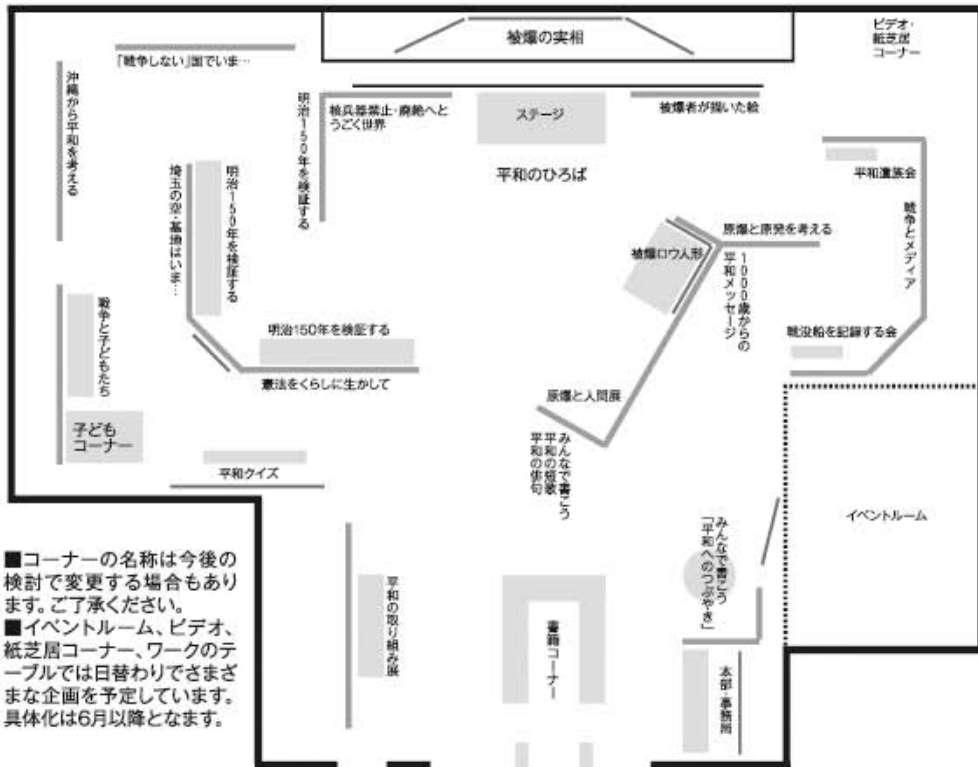 被爆の実相
ビデオ・
紙芝居
コーナー
「戦争しない」国でいま…
沖縄から平和を考える
明治150年を検証する
核兵器禁止・廃絶へと
うごく世界
ステージ
被爆者が描いた絵
平和のひろば
埼玉の空・基地はいま…
明治150年を検証する
平和遺族会
戦争とメディア
原爆と原発を考える
被爆ロウ人形
1000歳からの
平和メッセージ
戦争と子どもたち
明治150年を検証する
憲法をくらしに生かして
戦没船を記録する会
原爆と人間展
子ども
コーナー
平和クイズ
みんなで書こう
平和の短歌
平和の俳句
イベントルーム
みんなで書こう
「平和へのつぶやき」
平和の取り組み展
書籍コーナー
本部・事務局
■コーナーの名称は今後の
検討で変更する場合もあり
ます。ご了承ください。
■イベントルーム、ビデオ、
紙芝居コーナー、ワークのテ
ーブルでは日替わりでさまざ
まな企画を予定しています。
具体化は6月以降となます。